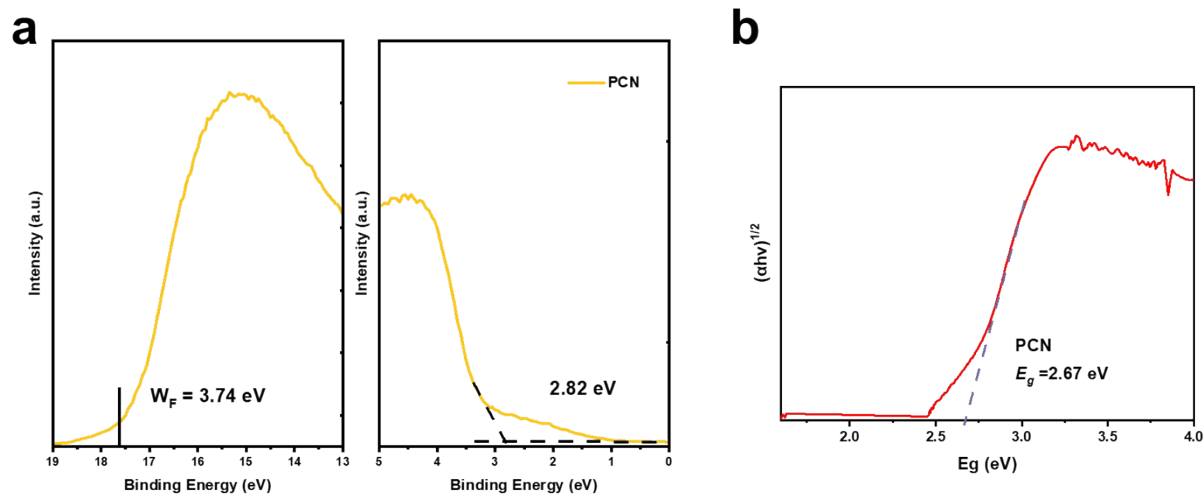 a
Intensity (a.u.)
W_F = 3.74 eV
19 18 17 16 15 14 13
Binding Energy (eV)
Intensity (a.u.)
PCN
2.82 eV
5 4 3 2 1 0
Binding Energy (eV)
b
(αhν)^1/2
PCN
E_g =2.67 eV
2.0 2.5 3.0 3.5 4.0
Eg (eV)